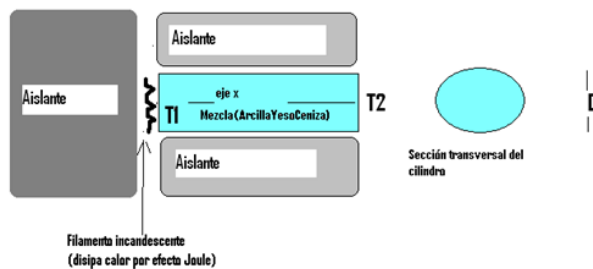 Aislante
Aislante
eje x
T1
T2
Mezcla(ArcillaYesoCeniza)
Aislante
Sección transversal del
cilindro
Filamento incandescente
(disipa calor por efecto Joule)